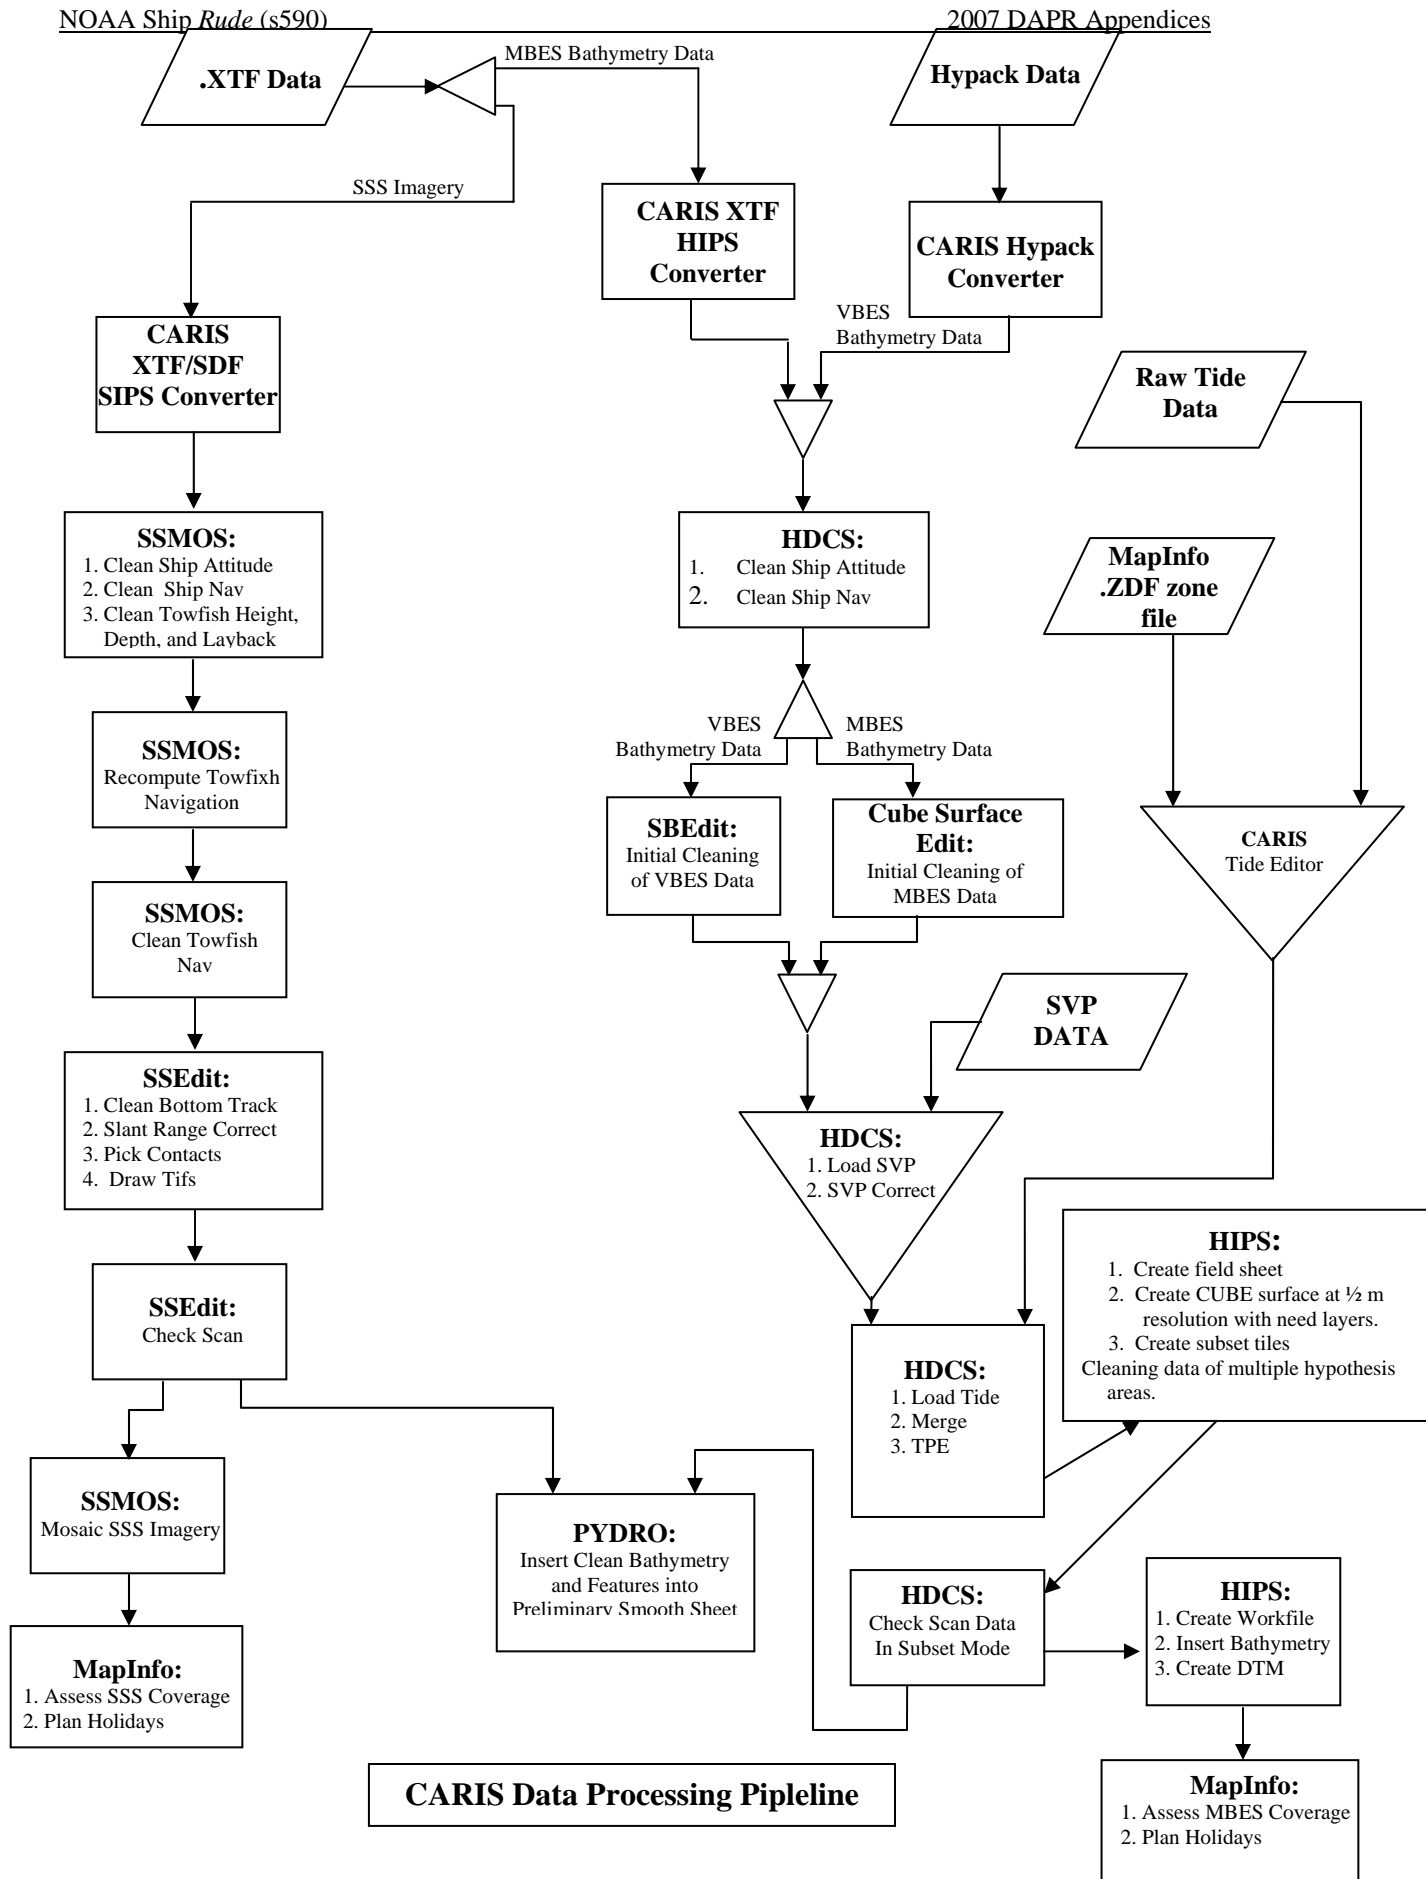 NOAA Ship Rude (s590)
2007 DAPR Appendices
.XTF Data
MBES Bathymetry Data
Hypack Data
SSS Imagery
CARIS XTF
HIPS
Converter
CARIS Hypack
Converter
VBES
Bathymetry Data
CARIS
XTF/SDF
SIPS Converter
Raw Tide
Data
SSMOS:
1. Clean Ship Attitude
2. Clean Ship Nav
3. Clean Towfish Height,
Depth, and Layback
HDCS:
1. Clean Ship Attitude
2. Clean Ship Nav
MapInfo
.ZDF zone
file
SSMOS:
Recompute Towfixh
Navigation
VBES
Bathymetry Data
MBES
Bathymetry Data
SBEdit:
Initial Cleaning
of VBES Data
Cube Surface
Edit:
Initial Cleaning of
MBES Data
CARIS
Tide Editor
SSMOS:
Clean Towfish
Nav
SVP
DATA
SSEdit:
1. Clean Bottom Track
2. Slant Range Correct
3. Pick Contacts
4. Draw Tifs
HDCS:
1. Load SVP
2. SVP Correct
HIPS:
1. Create field sheet
2. Create CUBE surface at ½ m
resolution with need layers.
3. Create subset tiles
Cleaning data of multiple hypothesis
areas.
SSEdit:
Check Scan
HDCS:
1. Load Tide
2. Merge
3. TPE
SSMOS:
Mosaic SSS Imagery
PYDRO:
Insert Clean Bathymetry
and Features into
Preliminary Smooth Sheet
HDCS:
Check Scan Data
In Subset Mode
HIPS:
1. Create Workfile
2. Insert Bathymetry
3. Create DTM
MapInfo:
1. Assess SSS Coverage
2. Plan Holidays
CARIS Data Processing Pipleline
MapInfo:
1. Assess MBES Coverage
2. Plan Holidays